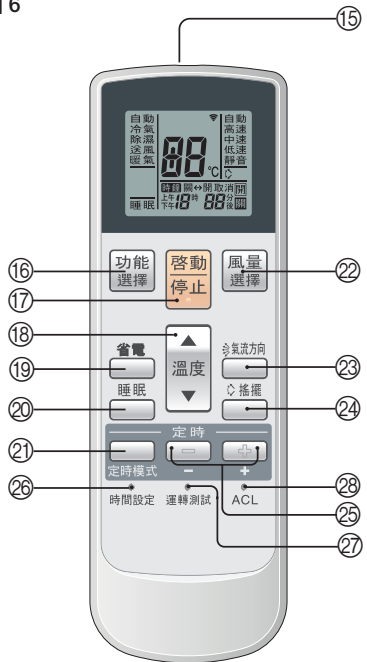 16
⑮
自動 自動
冷氣 高速
除濕 中速
送風 低速
暖氣 88 °C 靜音
時鐘 關↔開 取消 開
睡眠 上午 下午 18時 88分 後 關
⑯ 功能選擇
⑰ 啓動 停止
風量選擇 ㉒
⑱ ▲
溫度
▼
⑲ 省電
氣流方向 ㉓
⑳ 睡眠
搖擺 ㉔
定時
㉑ 定時模式
− +
㉖ 時間設定
運轉測試 ㉗
ACL ㉘
㉕